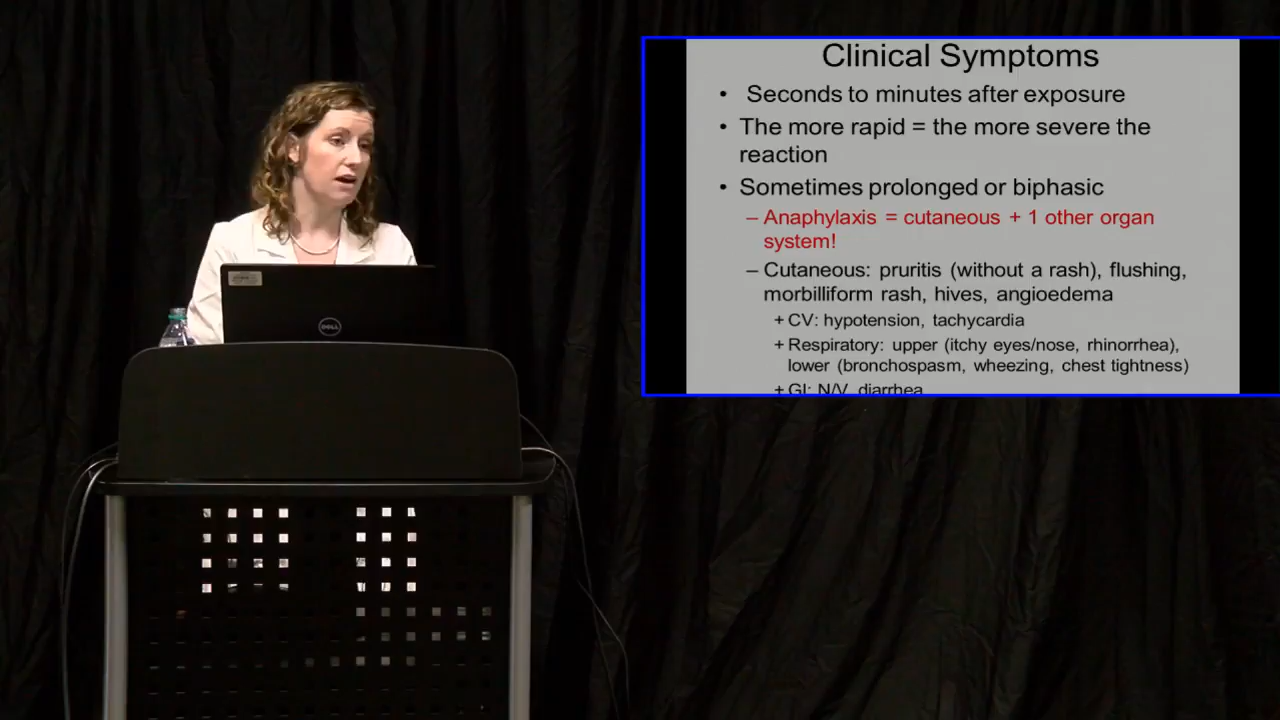 Clinical Symptoms
• Seconds to minutes after exposure
• The more rapid = the more severe the
reaction
• Sometimes prolonged or biphasic
– Anaphylaxis = cutaneous + 1 other organ
system!
– Cutaneous: pruritis (without a rash), flushing,
morbilliform rash, hives, angioedema
+ CV: hypotension, tachycardia
+ Respiratory: upper (itchy eyes/nose, rhinorrhea),
lower (bronchospasm, wheezing, chest tightness)
+ GI: N/V, diarrhea
DELL